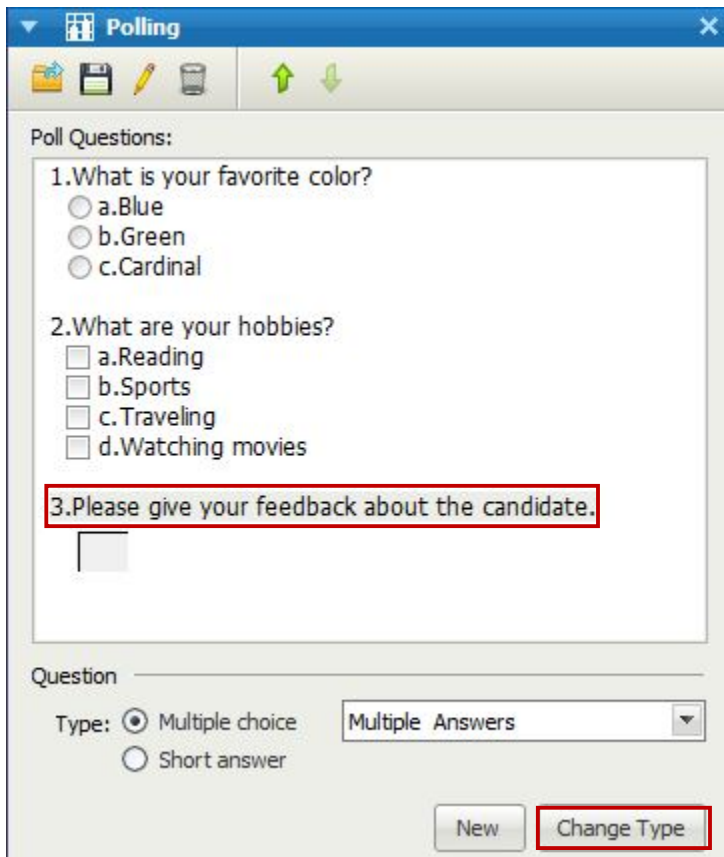 Polling
Poll Questions:
1.What is your favorite color?
a.Blue
b.Green
c.Cardinal
2.What are your hobbies?
a.Reading
b.Sports
c.Traveling
d.Watching movies
3.Please give your feedback about the candidate.
Question
Type: Multiple choice Multiple Answers
Short answer
New Change Type